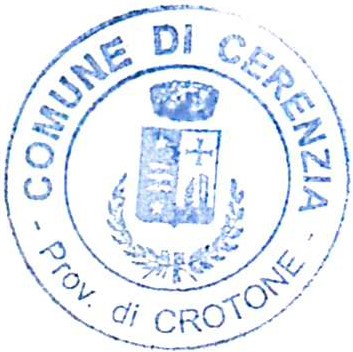 COMUNE DI CERENZIA
- Prov. di CROTONE -